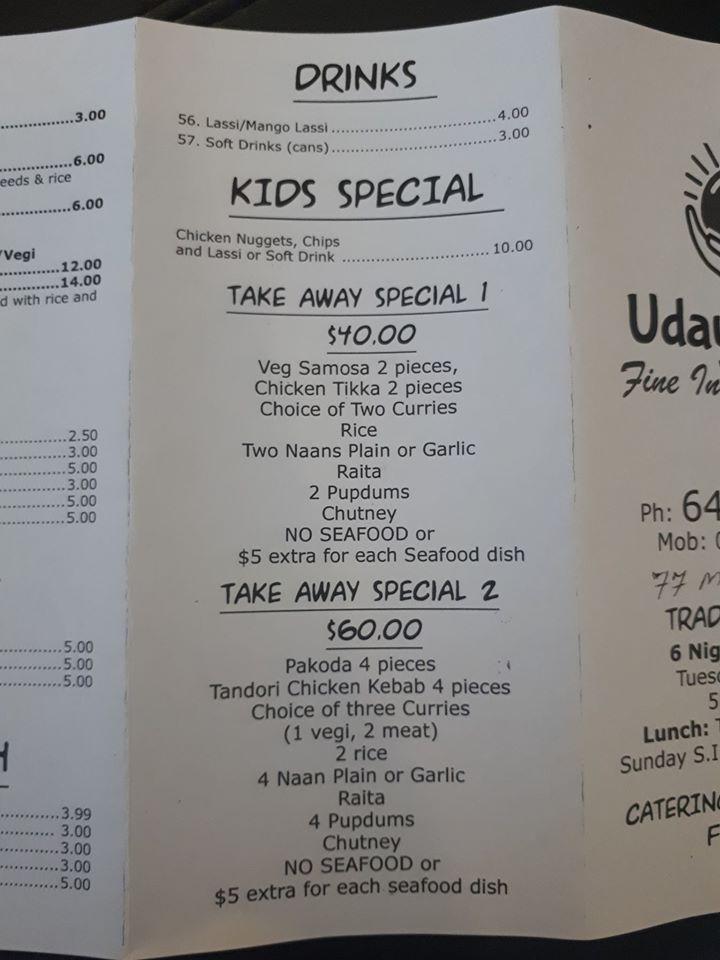 3.00
6.00
eeds & rice
6.00
/Vegi
12.00
14.00
d with rice and
2.50
3.00
5.00
3.00
5.00
5.00
5.00
5.00
5.00
H
3.99
3.00
3.00
3.00
5.00
DRINKS
56. Lassi/Mango Lassi 4.00
57. Soft Drinks (cans) 3.00
KIDS SPECIAL
Chicken Nuggets, Chips
and Lassi or Soft Drink 10.00
TAKE AWAY SPECIAL 1
$40.00
Veg Samosa 2 pieces,
Chicken Tikka 2 pieces
Choice of Two Curries
Rice
Two Naans Plain or Garlic
Raita
2 Pupdums
Chutney
NO SEAFOOD or
$5 extra for each Seafood dish
TAKE AWAY SPECIAL 2
$60.00
Pakoda 4 pieces
Tandori Chicken Kebab 4 pieces
Choice of three Curries
(1 vegi, 2 meat)
2 rice
4 Naan Plain or Garlic
Raita
4 Pupdums
Chutney
NO SEAFOOD or
$5 extra for each seafood dish
Uda
Fine In
Ph: 64
Mob:
77 M
TRAD
6 Nig
Tues
5
Lunch:
Sunday S.I
CATERING
F